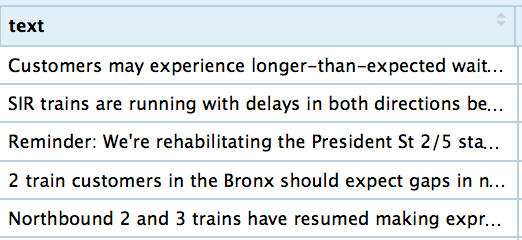 text
Customers may experience longer-than-expected wait...
SIR trains are running with delays in both directions be...
Reminder: We're rehabilitating the President St 2/5 sta...
2 train customers in the Bronx should expect gaps in n...
Northbound 2 and 3 trains have resumed making expr...